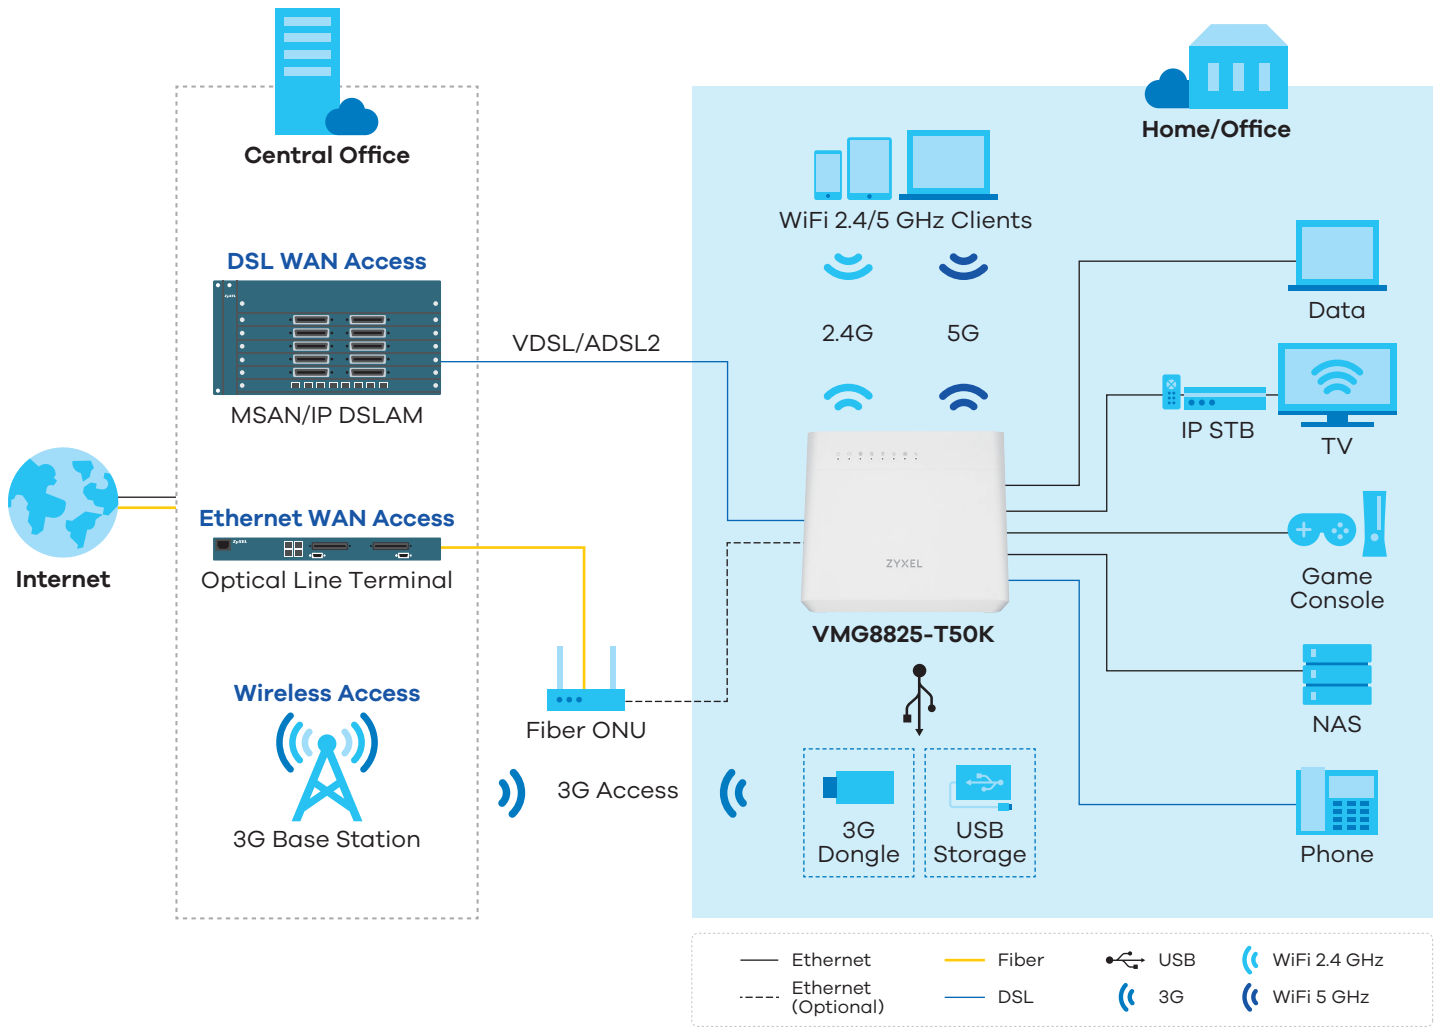 Central Office
Home/Office
DSL WAN Access
ZyXEL
MSAN/IP DSLAM
VDSL/ADSL2
Internet
Ethernet WAN Access
ZyXEL
Optical Line Terminal
Fiber ONU
Wireless Access
3G Base Station
3G Access
WiFi 2.4/5 GHz Clients
2.4G
5G
ZYXEL
VMG8825-T50K
3G
Dongle
USB
Storage
Data
IP STB
TV
Game
Console
NAS
Phone
Ethernet
Fiber
USB
WiFi 2.4 GHz
Ethernet
(Optional)
DSL
3G
WiFi 5 GHz